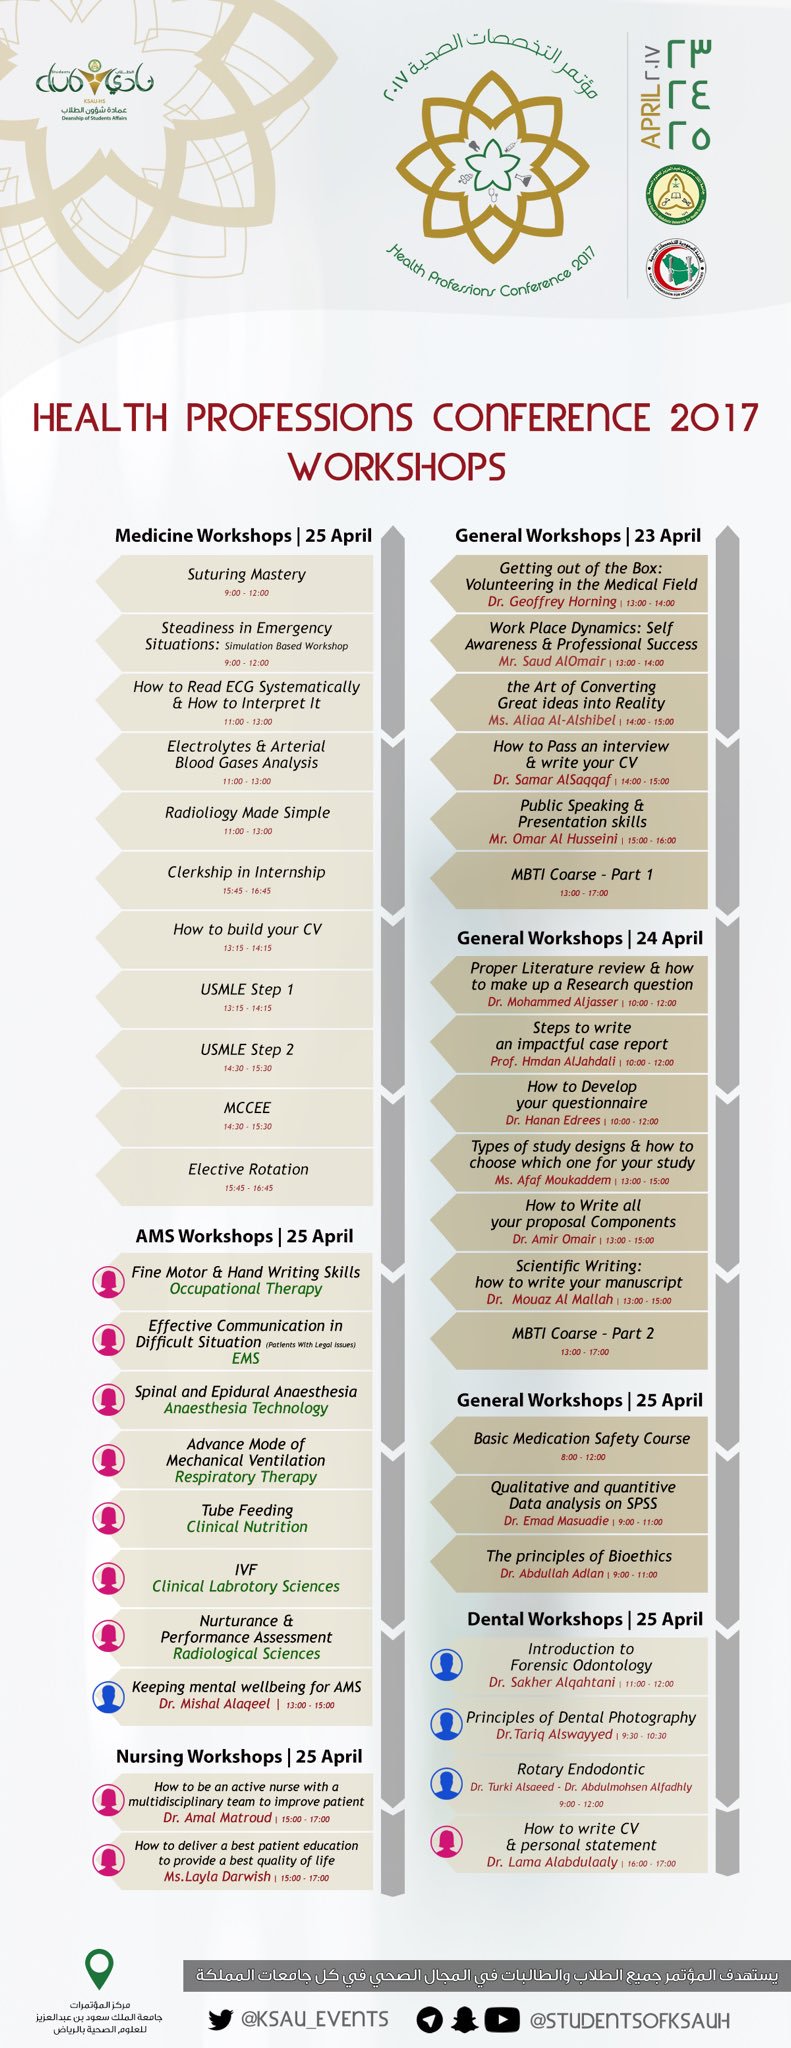 Students
نادي الطلاب
club
KSAU-HS
عمادة شؤون الطلاب
Deanship of Students Affairs
مؤتمر التخصصات الصحية ٢٠١٧
Health Professions Conference 2017
APRIL ٢٠١٧
٢٣
٢٤
٢٥
HEALTH PROFESSIONS CONFERENCE 2017
WORKSHOPS
Medicine Workshops | 25 April
Suturing Mastery
9:00 - 12:00
Steadiness in Emergency
Situations: Simulation Based Workshop
9:00 - 12:00
How to Read ECG Systematically
& How to Interpret It
11:00 - 13:00
Electrolytes & Arterial
Blood Gases Analysis
11:00 - 13:00
Radioliogy Made Simple
11:00 - 13:00
Clerkship in Internship
15:45 - 16:45
How to build your CV
13:15 - 14:15
USMLE Step 1
13:15 - 14:15
USMLE Step 2
14:30 - 15:30
MCCEE
14:30 - 15:30
Elective Rotation
15:45 - 16:45
AMS Workshops | 25 April
Fine Motor & Hand Writing Skills
Occupational Therapy
Effective Communication in
Difficult Situation (Patients With Legal Issues)
EMS
Spinal and Epidural Anaesthesia
Anaesthesia Technology
Advance Mode of
Mechanical Ventilation
Respiratory Therapy
Tube Feeding
Clinical Nutrition
IVF
Clinical Labrotory Sciences
Nurturance &
Performance Assessment
Radiological Sciences
Keeping mental wellbeing for AMS
Dr. Mishal Alaqeel | 13:00 - 15:00
Nursing Workshops | 25 April
How to be an active nurse with a
multidisciplinary team to improve patient
Dr. Amal Matroud | 15:00 - 17:00
How to deliver a best patient education
to provide a best quality of life
Ms.Layla Darwish | 15:00 - 17:00
General Workshops | 23 April
Getting out of the Box:
Volunteering in the Medical Field
Dr. Geoffrey Horning | 13:00 - 14:00
Work Place Dynamics: Self
Awareness & Professional Success
Mr. Saud AlOmair | 13:00 - 14:00
the Art of Converting
Great ideas into Reality
Ms. Aliaa Al-Alshibel | 14:00 - 15:00
How to Pass an interview
& write your CV
Dr. Samar AlSaqqaf | 14:00 - 15:00
Public Speaking &
Presentation skills
Mr. Omar Al Husseini | 15:00 - 16:00
MBTI Coarse - Part 1
13:00 - 17:00
General Workshops | 24 April
Proper Literature review & how
to make up a Research question
Dr. Mohammed Aljasser | 10:00 - 12:00
Steps to write
an impactful case report
Prof. Hmdan AlJahdali | 10:00 - 12:00
How to Develop
your questionnaire
Dr. Hanan Edrees | 10:00 - 12:00
Types of study designs & how to
choose which one for your study
Ms. Afaf Moukaddem | 13:00 - 15:00
How to Write all
your proposal Components
Dr. Amir Omair | 13:00 - 15:00
Scientific Writing:
how to write your manuscript
Dr. Mouaz Al Mallah | 13:00 - 15:00
MBTI Coarse - Part 2
13:00 - 17:00
General Workshops | 25 April
Basic Medication Safety Course
8:00 - 12:00
Qualitative and quantitive
Data analysis on SPSS
Dr. Emad Masuadie | 9:00 - 11:00
The principles of Bioethics
Dr. Abdullah Adlan | 9:00 - 11:00
Dental Workshops | 25 April
Introduction to
Forensic Odontology
Dr. Sakher Alqahtani | 11:00 - 12:00
Principles of Dental Photography
Dr.Tariq Alswayyed | 9:30 - 10:30
Rotary Endodontic
Dr. Turki Alsaeed - Dr. Abdulmohsen Alfadhly
9:00 - 12:00
How to write CV
& personal statement
Dr. Lama Alabdulaaly | 16:00 - 17:00
يستهدف المؤتمر جميع الطلاب والطالبات في المجال الصحي في كل جامعات المملكة
مركز المؤتمرات
جامعة الملك سعود بن عبدالعزيز
للعلوم الصحية بالرياض
@KSAU_EVENTS
@STUDENTSOFKSAUH